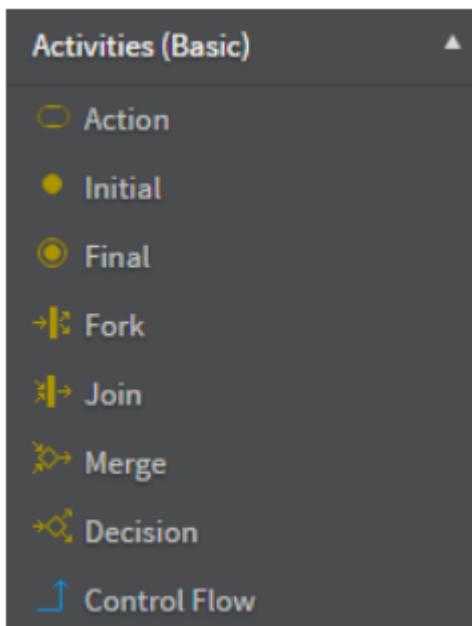 Activities (Basic)
Action
Initial
Final
Fork
Join
Merge
Decision
Control Flow